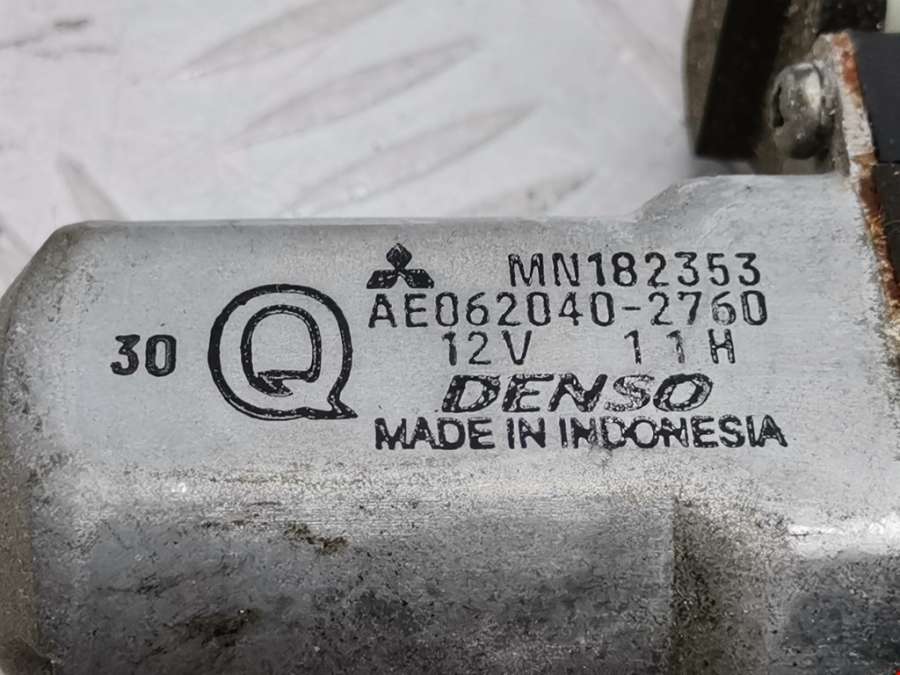 MN182353
AE062040-2760
30 Q 12V 11H
DENSO
MADE IN INDONESIA